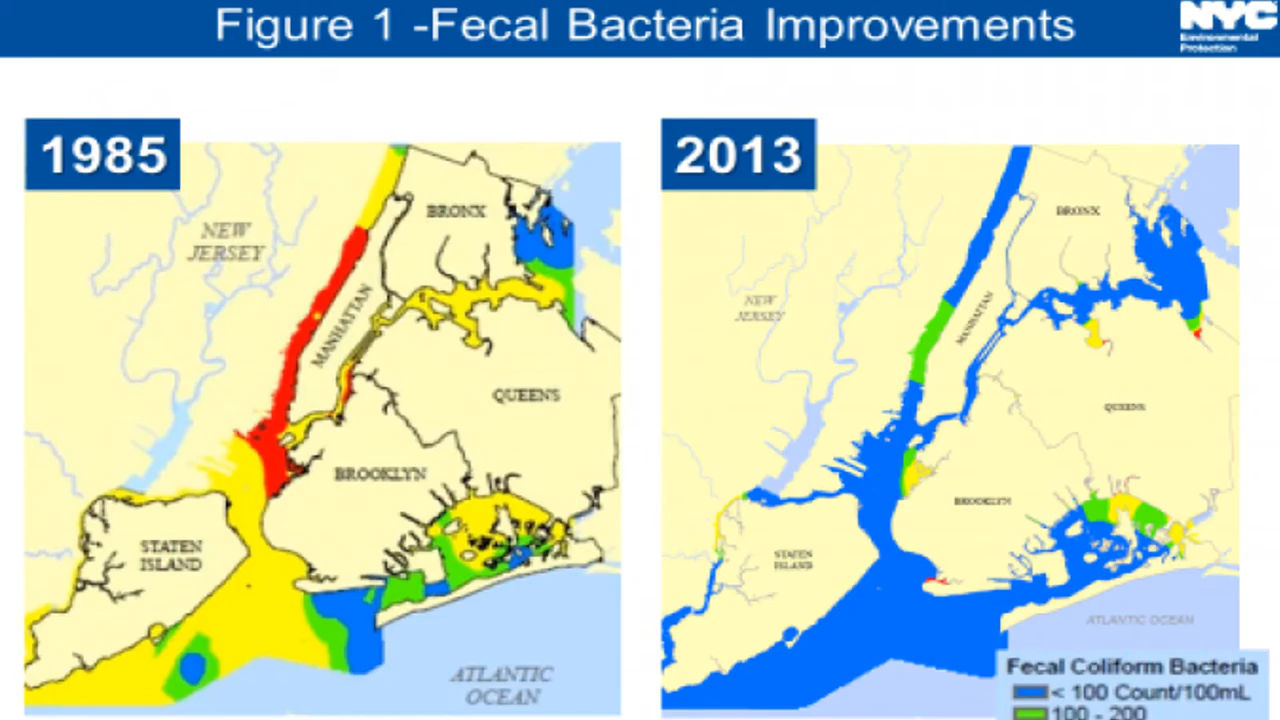 Figure 1 -Fecal Bacteria Improvements
NYC
Environmental
Protection
1985
NEW
JERSEY
BRONX
MANHATTAN
QUEENS
BROOKLYN
STATEN
ISLAND
ATLANTIC
OCEAN
2013
BRONX
NEW
JERSEY
MANHATTAN
QUEENS
BROOKLYN
STATEN
ISLAND
ATLANTIC OCEAN
Fecal Coliform Bacteria
< 100 Count/100mL
100 - 200